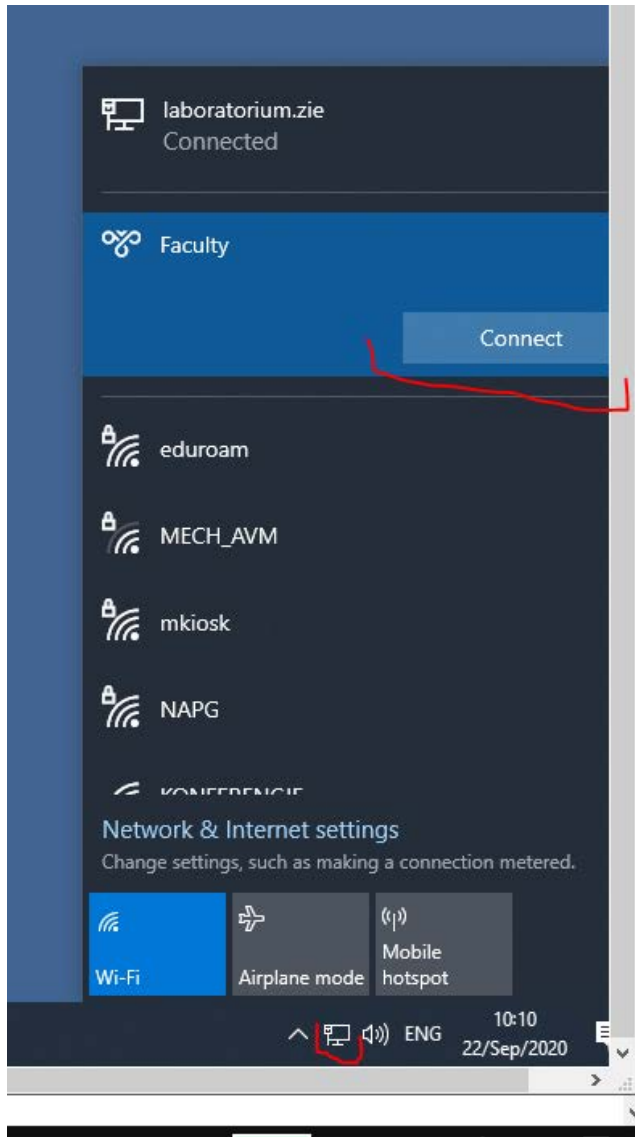 laboratorium.zie
Connected
Faculty
Connect
eduroam
MECH_AVM
mkiosk
NAPG
Network & Internet settings
Change settings, such as making a connection metered.
Wi-Fi
Airplane mode
Mobile
hotspot
ENG
10:10
22/Sep/2020